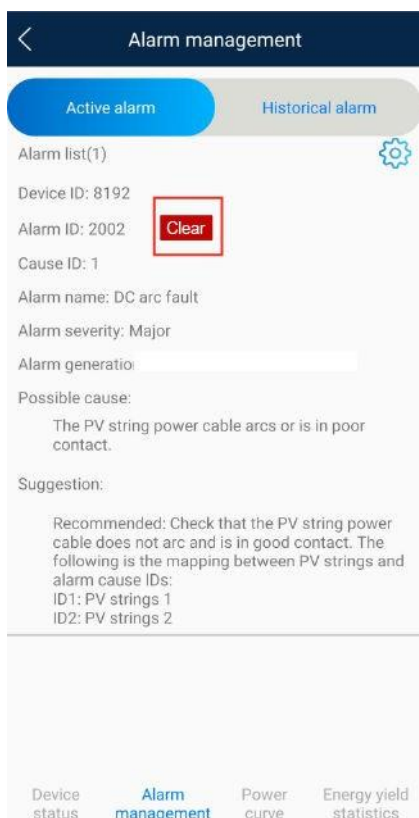 Alarm management
Active alarm
Historical alarm
Alarm list(1)
Device ID: 8192
Alarm ID: 2002 Clear
Cause ID: 1
Alarm name: DC arc fault
Alarm severity: Major
Alarm generatio
Possible cause:
The PV string power cable arcs or is in poor
contact.
Suggestion:
Recommended: Check that the PV string power
cable does not arc and is in good contact. The
following is the mapping between PV strings and
alarm cause IDs:
ID1: PV strings 1
ID2: PV strings 2
Device
status
Alarm
management
Power
curve
Energy yield
statistics